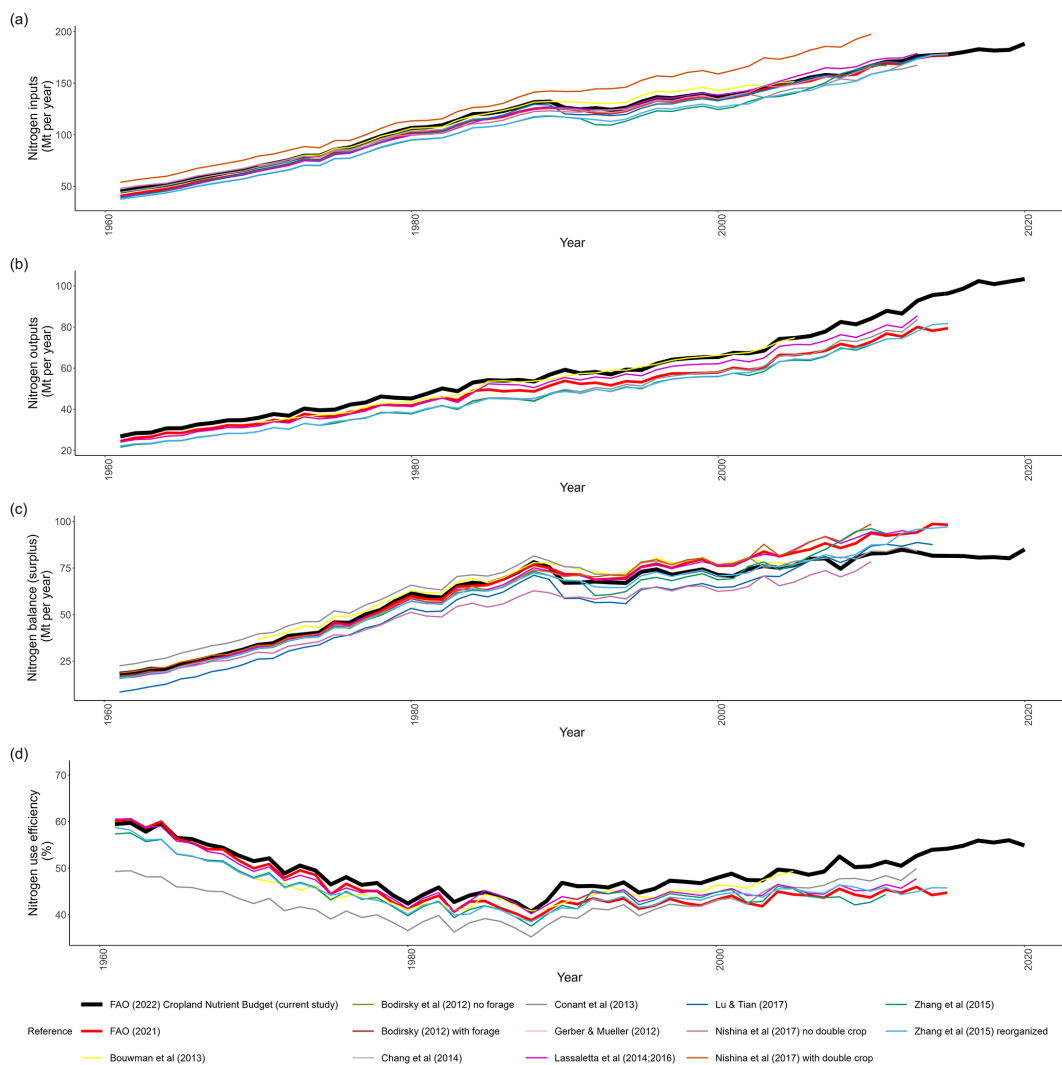 (a)
Nitrogen inputs
(Mt per year)
200
150
100
50
1960
1980
2000
2020
Year
(b)
Nitrogen outputs
(Mt per year)
100
80
60
40
20
1960
1980
2000
2020
Year
(c)
Nitrogen balance (surplus)
(Mt per year)
100
75
50
25
1960
1980
2000
2020
Year
(d)
Nitrogen use efficiency
(%)
70
60
50
40
1960
1980
2000
2020
Year
Reference
FAO (2022) Cropland Nutrient Budget (current study)
FAO (2021)
Bouwman et al (2013)
Bodirsky et al (2012) no forage
Bodirsky (2012) with forage
Chang et al (2014)
Conant et al (2013)
Gerber & Mueller (2012)
Lassaletta et al (2014;2016)
Lu & Tian (2017)
Nishina et al (2017) no double crop
Nishina et al (2017) with double crop
Zhang et al (2015)
Zhang et al (2015) reorganized